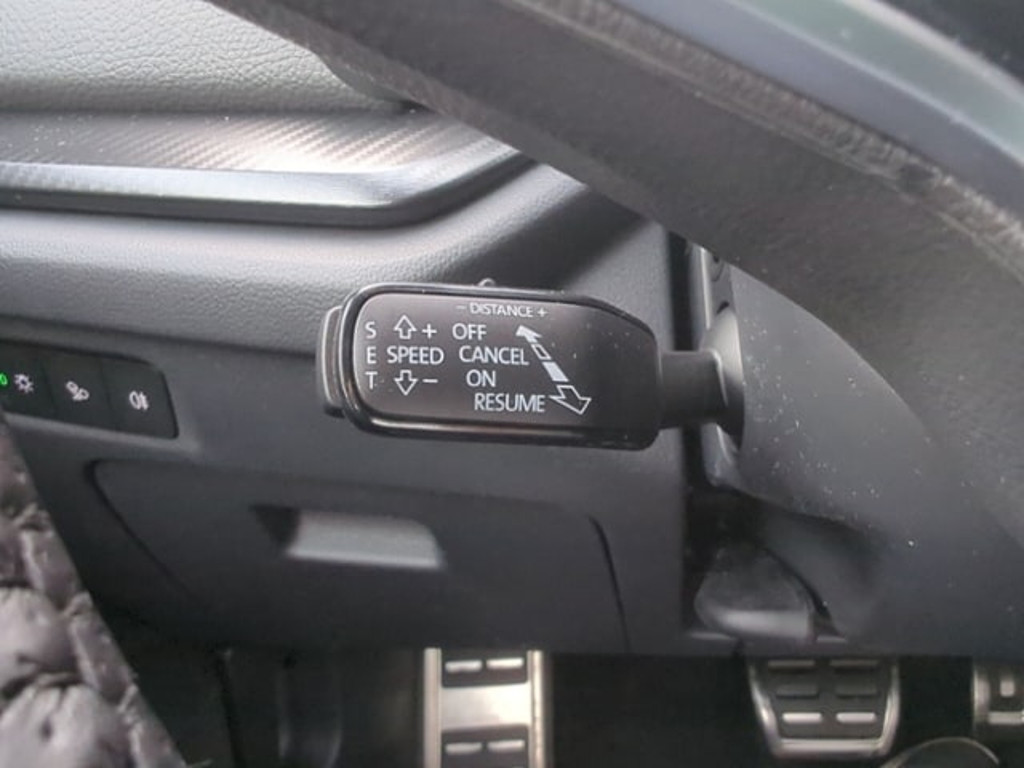 - DISTANCE +
S + OFF
E SPEED CANCEL
T - ON
RESUME